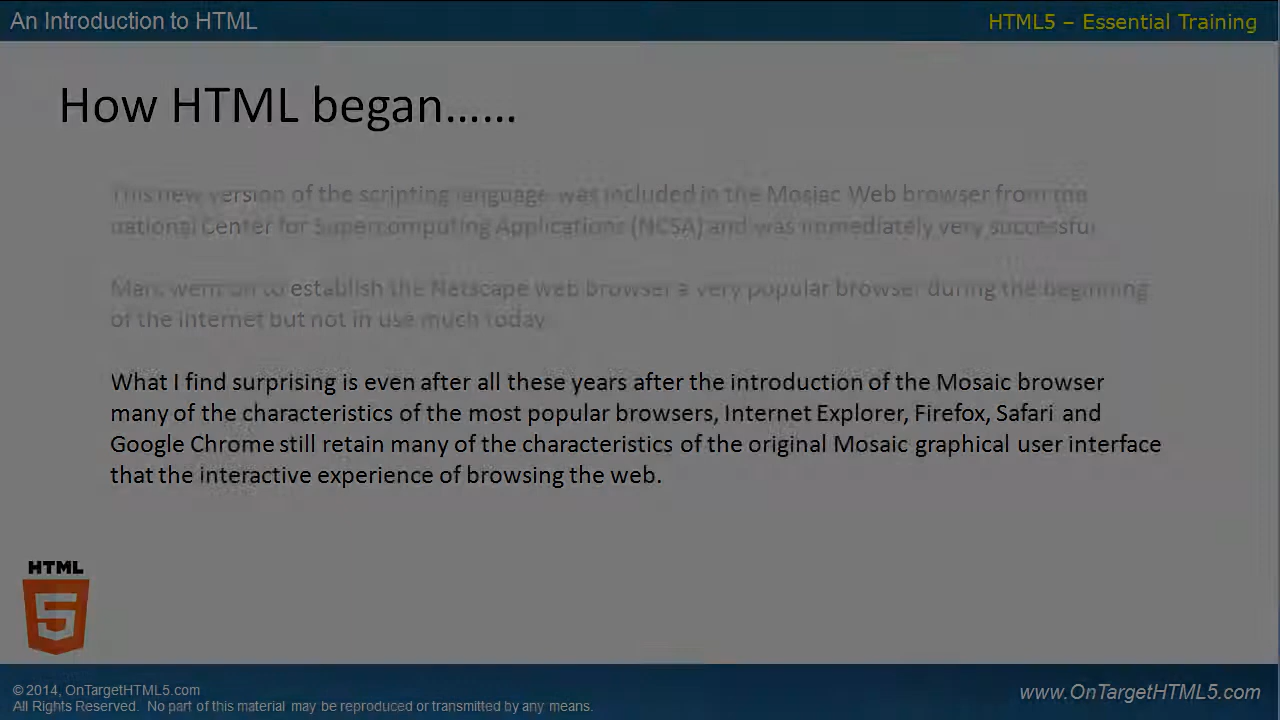 An Introduction to HTML
HTML5 – Essential Training
How HTML began......
This new version of the scripting language was included in the Mosiac Web browser from the
national Center for Supercomputing Applications (NCSA) and was immediately very successful
Marc went on to establish the Netscape web browser a very popular browser during the beginning
of the internet but not in use much today
What I find surprising is even after all these years after the introduction of the Mosaic browser
many of the characteristics of the most popular browsers, Internet Explorer, Firefox, Safari and
Google Chrome still retain many of the characteristics of the original Mosaic graphical user interface
that the interactive experience of browsing the web.
HTML
5
© 2014, OnTargetHTML5.com
www.OnTargetHTML5.com
All Rights Reserved. No part of this material may be reproduced or transmitted by any means.